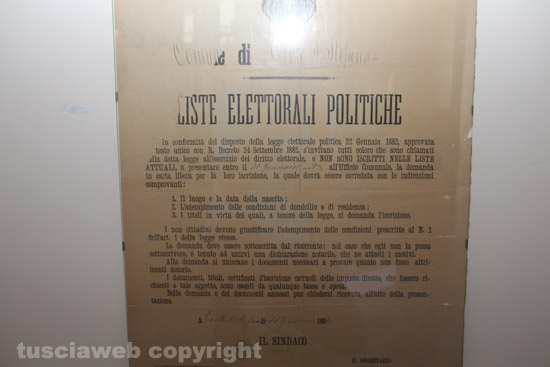 Comune di
LISTE ELETTORALI POLITICHE
In conformità del disposto della legge elettorale politica 22 Gennaio 1882, approvata
testo unico con R. Decreto 24 Settembre 1882, s'invitano tutti coloro che sono chiamati
dalla detta legge all'esercizio del diritto elettorale, e NON SONO ISCRITTI NELLE LISTE
ATTUALI, a presentare entro il all'Ufficio Comunale, la domanda
in carta libera per la loro iscrizione, la quale dovrà essere corredata con le indicazioni
comprovanti:
1. Il luogo e la data della nascita;
2. L'adempimento delle condizioni di domicilio e di residenza;
3. I titoli in virtù dei quali, a tenore della legge, si domanda l'iscrizione.
I non cittadini devono giustificare l'adempimento delle condizioni prescritte al N. 1
dell'art. 1 della legge stessa.
La domanda deve essere sottoscritta dal ricorrente: nel caso che egli non la possa
sottoscrivere, è tenuto ad unirvi una dichiarazione notarile, che ne attesti i motivi.
Alla domanda si uniscano i documenti necessari a provare quanto non fosse altri-
menti notorio.
I documenti, titoli, certificati d'iscrizione nei ruoli delle imposte dirette, che fossero richi-
sti a tale oggetto, sono esenti da qualunque tassa e spesa.
Della domanda e dei documenti annessi può chiedersi ricevuta all'atto della presen-
tazione.
A
IL SINDACO
IL SEGRETARIO
tusciaweb copyright